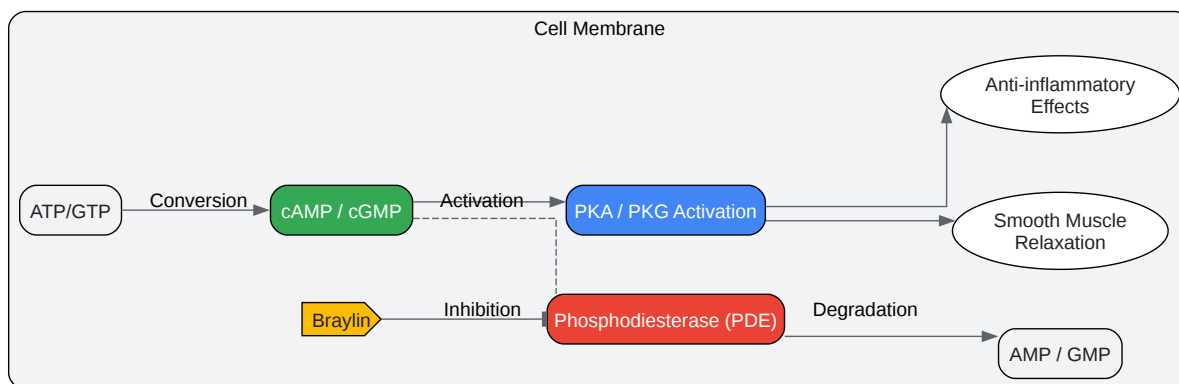 Cell Membrane
Anti-inflammatory
Effects
ATP/GTP
Conversion
cAMP / cGMP
Activation
PKA / PKG Activation
Smooth Muscle
Relaxation
Braylin
Inhibition
Phosphodiesterase (PDE)
Degradation
AMP / GMP